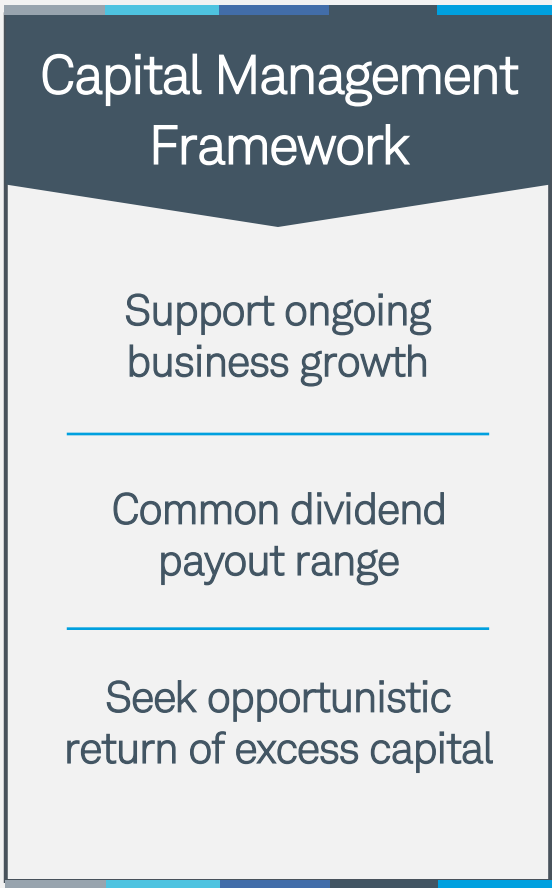 Capital Management
Framework
Support ongoing
business growth
Common dividend
payout range
Seek opportunistic
return of excess capital